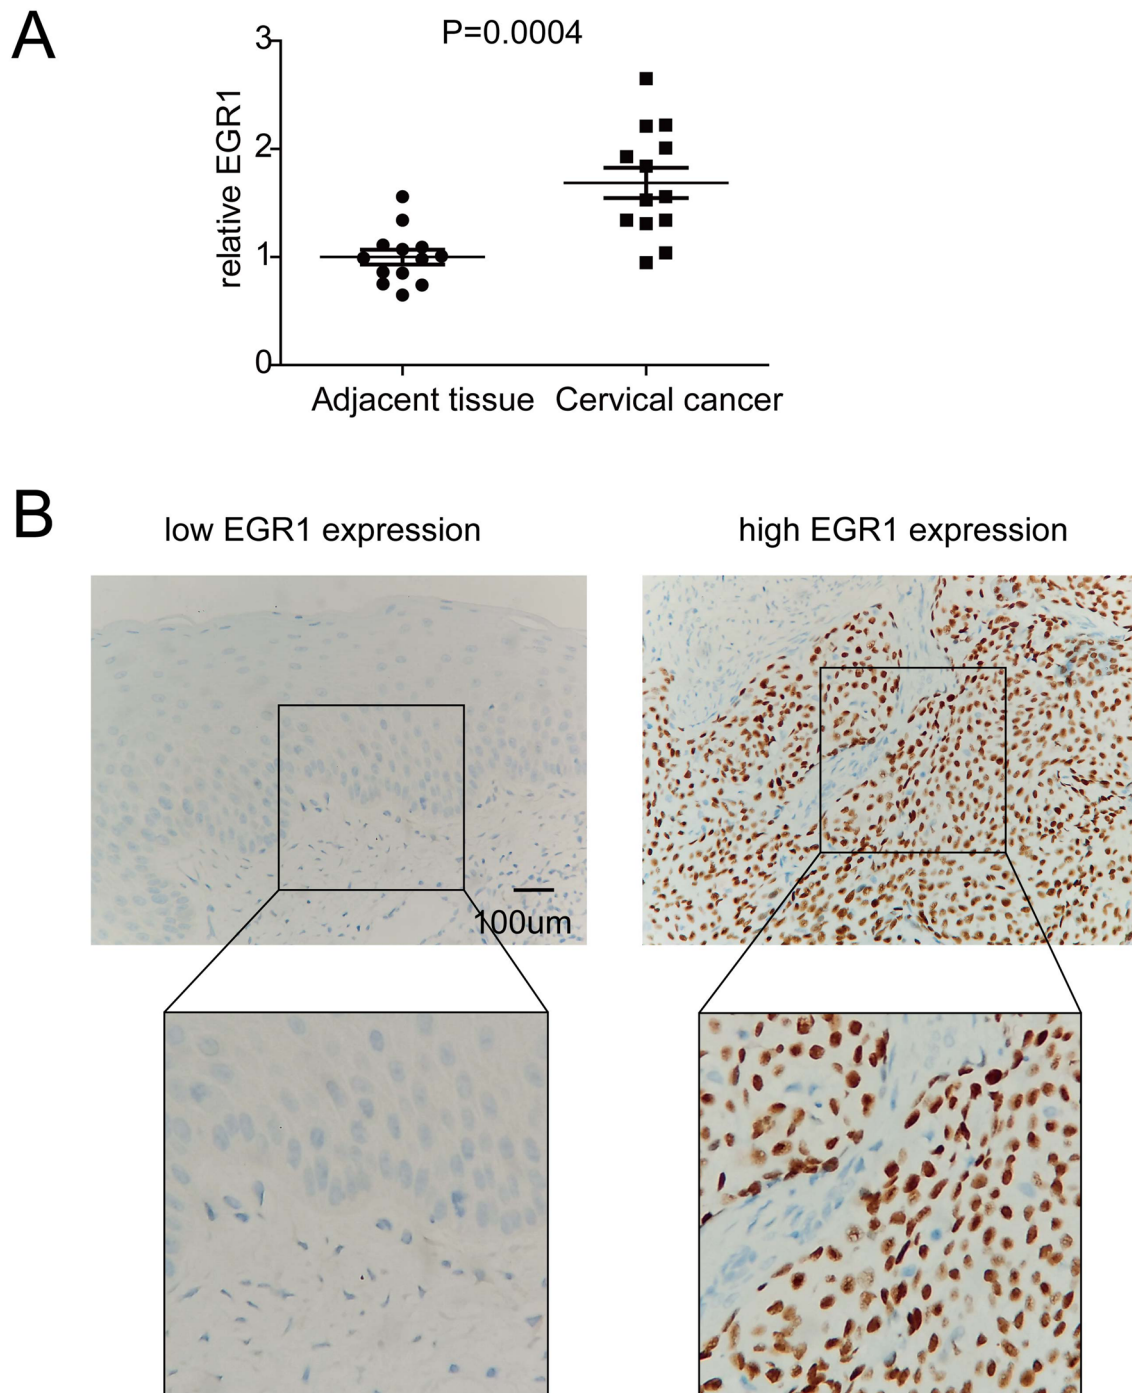 A
P=0.0004
3
2
1
0
relative EGR1
Adjacent tissue
Cervical cancer
B
low EGR1 expression
high EGR1 expression
100um